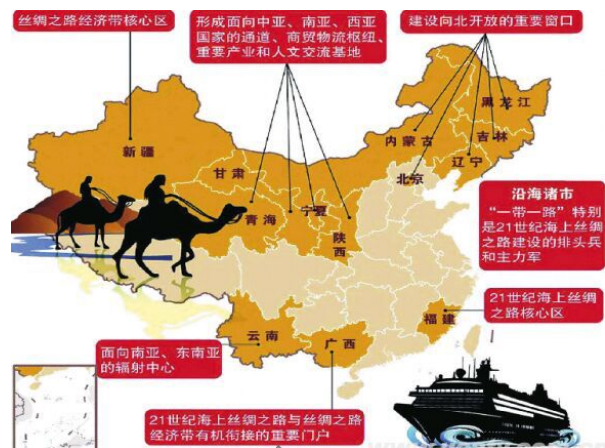 丝绸之路经济带核心区
形成面向中亚、南亚、西亚
国家的通道、商贸物流枢纽、
重要产业和人文交流基地
建设向北开放的重要窗口
黑龙江
吉林
内蒙古
辽宁
北京
新疆
甘肃
青海
宁夏
陕西
沿海诸市
“一带一路”特别
是21世纪海上丝绸
之路建设的排头兵
和主力军
21世纪海上丝绸
之路核心区
福建
云南
广西
面向南亚、东南亚
的辐射中心
21世纪海上丝绸之路与丝绸之路
经济带有机衔接的重要门户